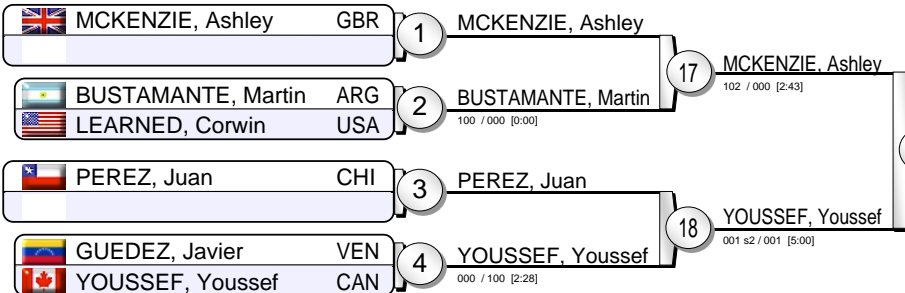 MCKENZIE, Ashley GBR
1
MCKENZIE, Ashley
BUSTAMANTE, Martin ARG
LEARNED, Corwin USA
2
BUSTAMANTE, Martin
100 / 000 [0:00]
17
MCKENZIE, Ashley
102 / 000 [2:43]
PEREZ, Juan CHI
3
PEREZ, Juan
GUEDEZ, Javier VEN
YOUSSEF, Youssef CAN
4
YOUSSEF, Youssef
000 / 100 [2:28]
18
YOUSSEF, Youssef
001 s2 / 001 [5:00]